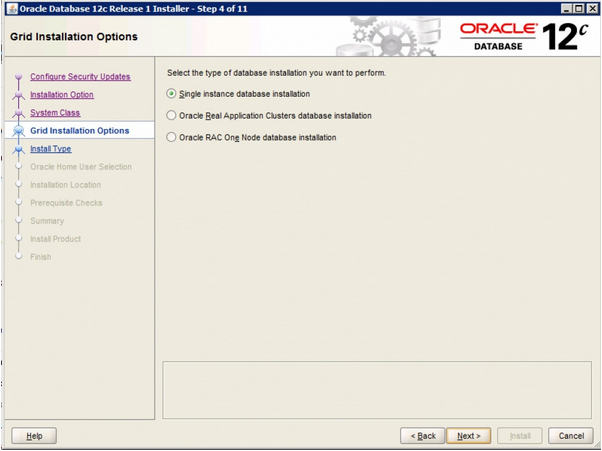 Oracle Database 12c Release 1 Installer - Step 4 of 11
Grid Installation Options
ORACLE
DATABASE
12c
Configure Security Updates
Installation Option
System Class
Grid Installation Options
Install Type
Oracle Home User Selection
Installation Location
Prerequisite Checks
Summary
Install Product
Finish
Select the type of database installation you want to perform.
Single instance database installation
Oracle Real Application Clusters database installation
Oracle RAC One Node database installation
Help
< Back
Next >
Install
Cancel